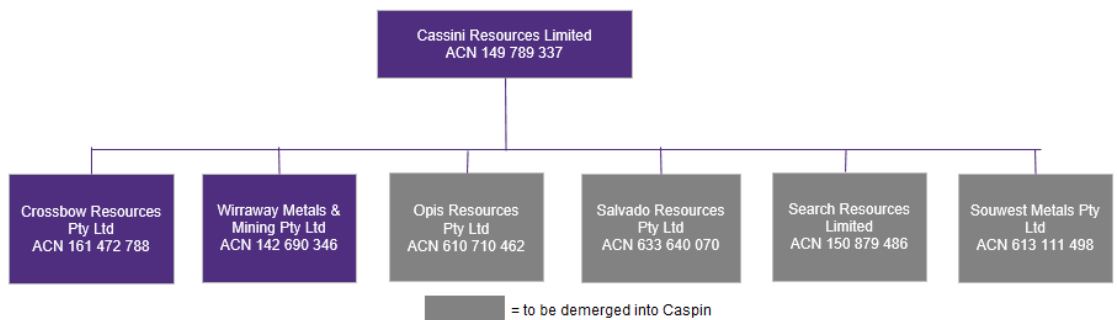 Cassini Resources Limited
ACN 149 789 337
Crossbow Resources
Pty Ltd
ACN 161 472 788
Wirraway Metals &
Mining Pty Ltd
ACN 142 690 346
Opis Resources
Pty Ltd
ACN 610 710 462
Salvado Resources
Pty Ltd
ACN 633 640 070
Search Resources
Limited
ACN 150 879 486
Souwest Metals Pty
Ltd
ACN 613 111 498
= to be demerged into Caspin